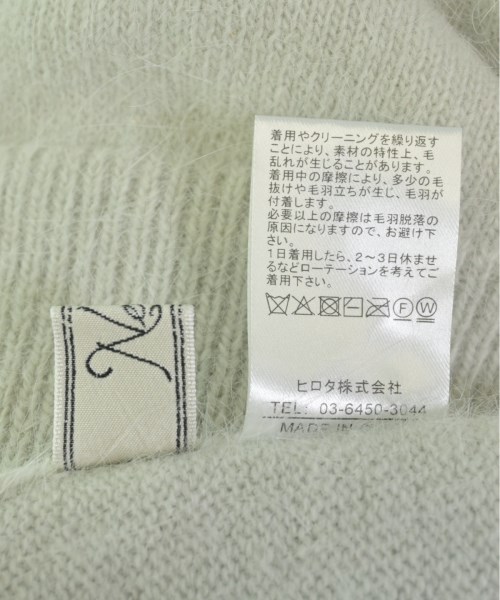 着用やクリーニングを繰り返す
ことにより、素材の特性上、毛
乱れが生じることがあります。
着用中の摩擦により、多少の毛
抜けや毛羽立ちが生じ、毛羽が
付着します。
必要以上の摩擦は毛羽脱落の
原因になりますので、お避け下
さい。
1日着用したら、2～3日休ませ
るなどローテーションを考えてご
着用下さい。
F W
ヒロタ株式会社
TEL: 03-6450-3044
MADE IN